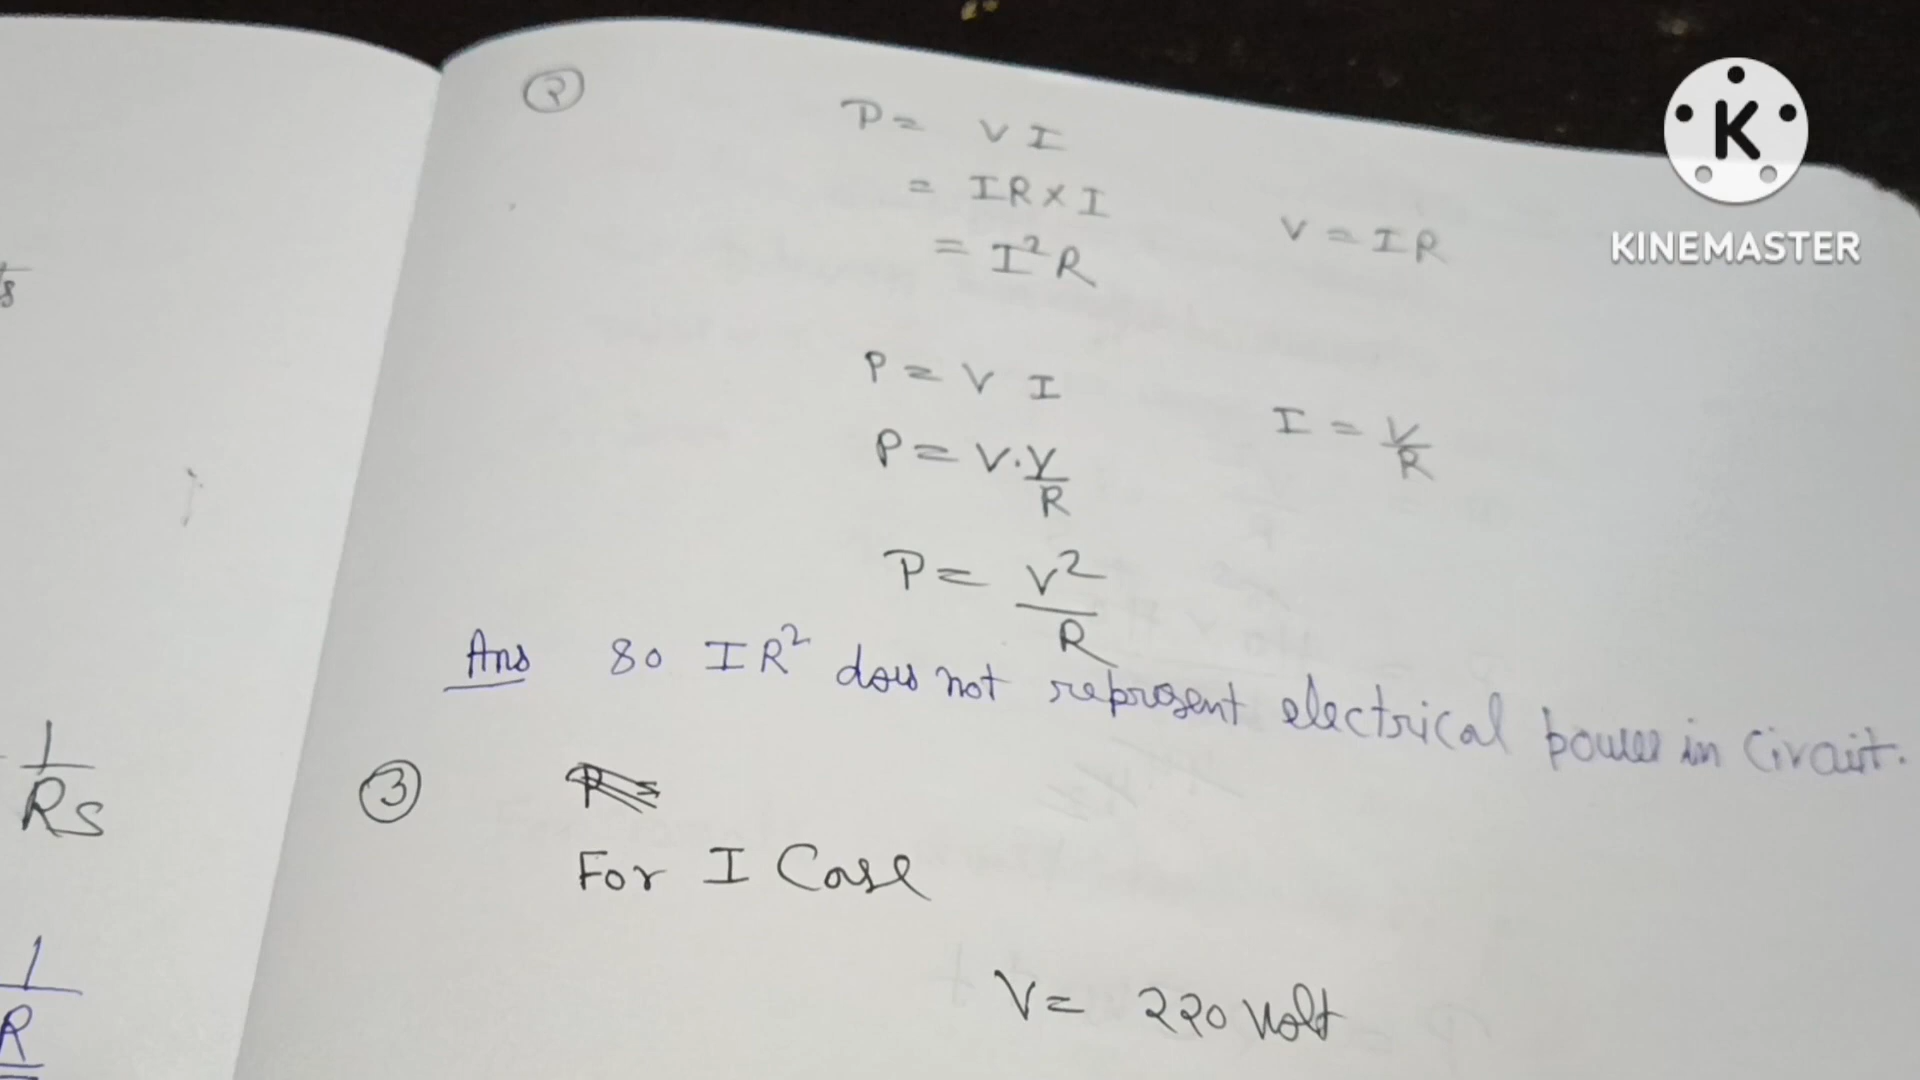 ②
P = V I
= IR × I
V = IR
= I²R
P = V I
I = V/R
P = V·V/R
P = V²/R
Ans So IR² does not represent electrical power in Circuit.
③
For I Case
V = 220 Volt
1/Rs
1/R
K
KINEMASTER